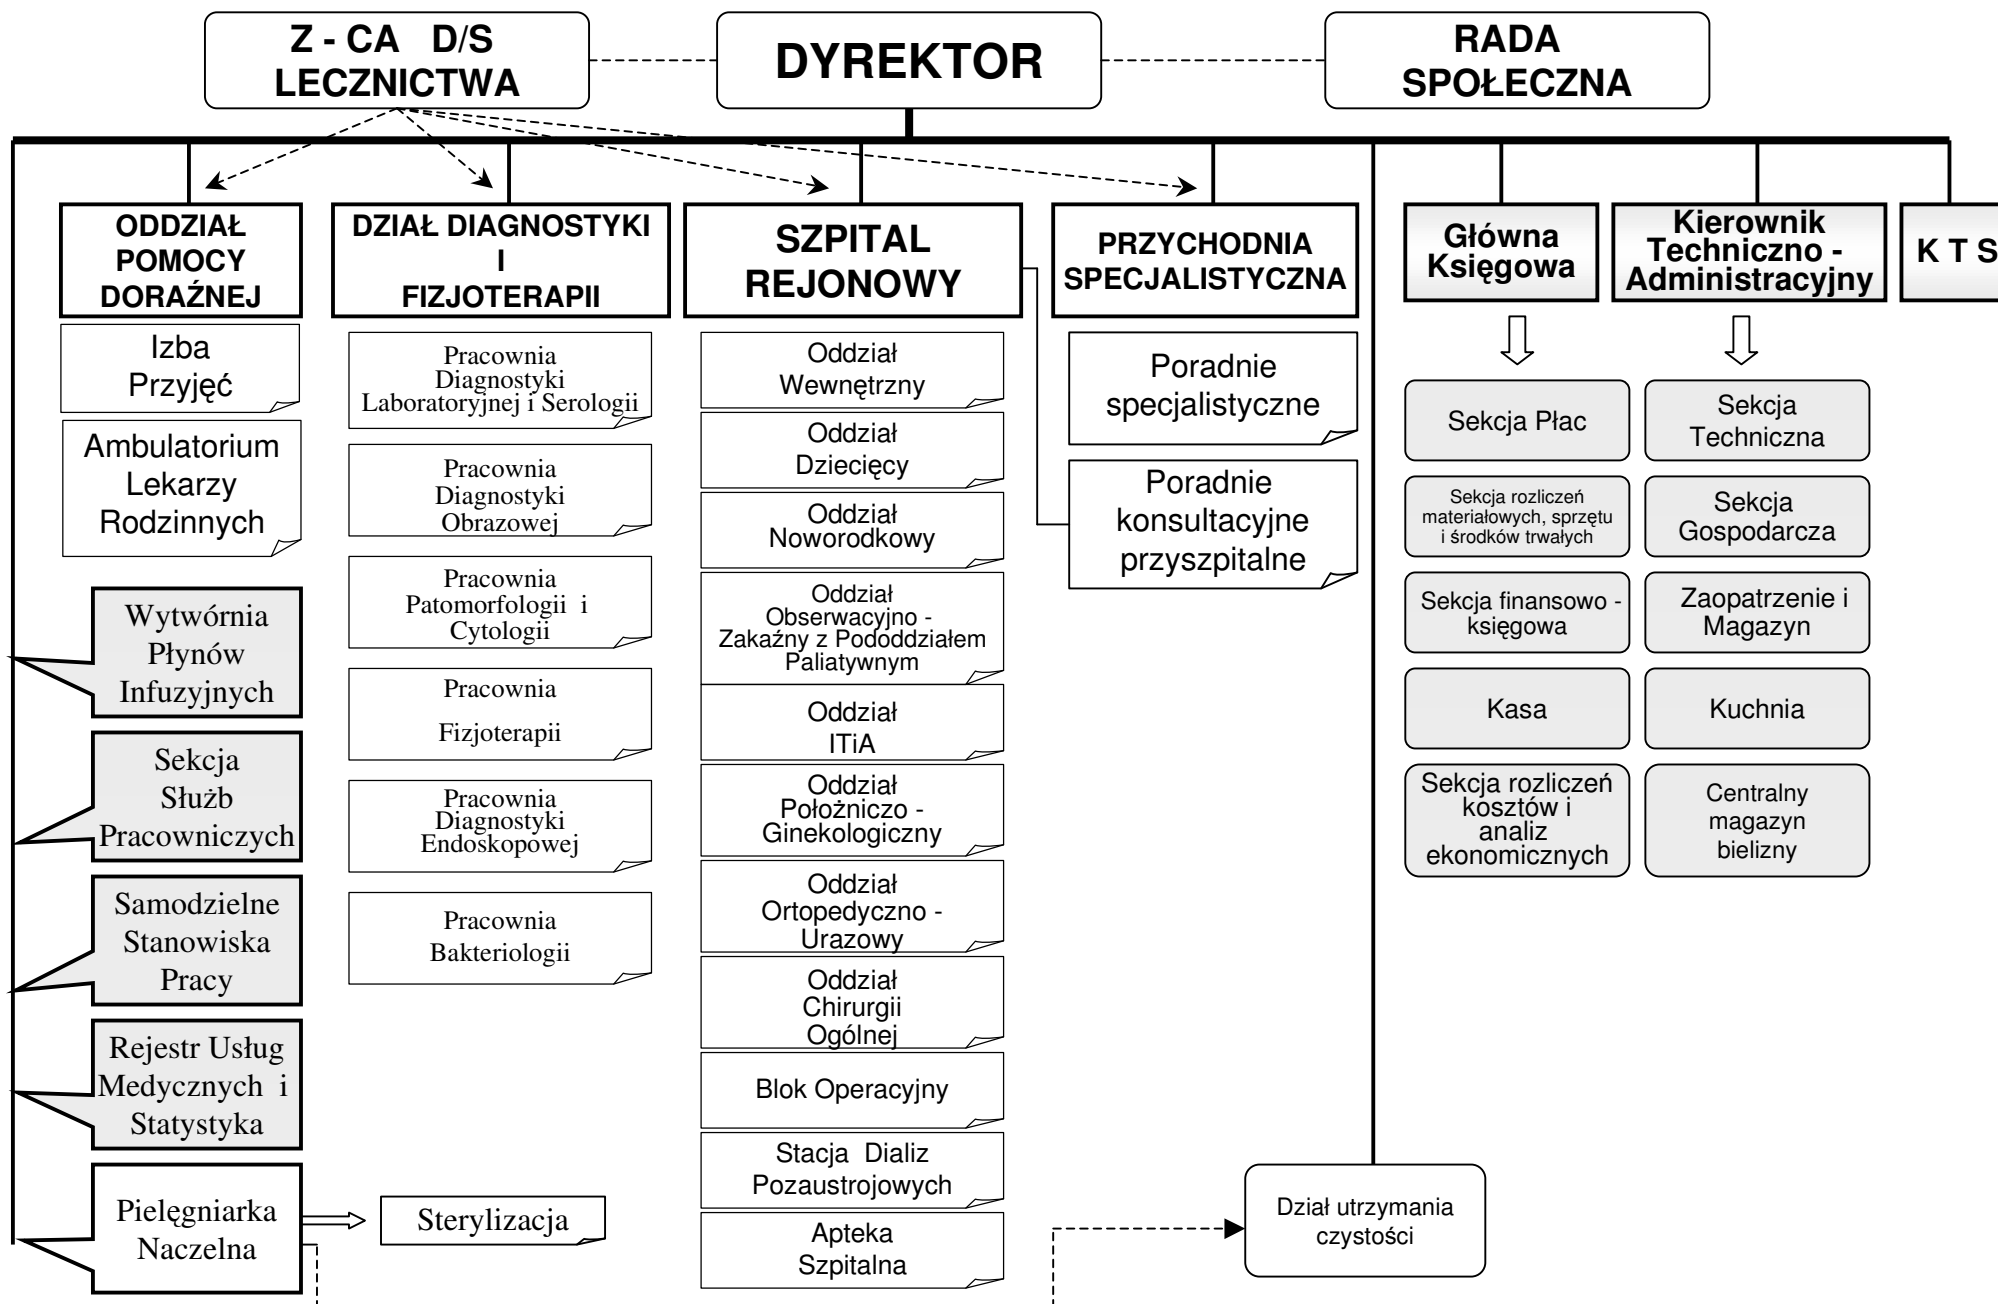 Z - CA D/S
LECZNICTWA
DYREKTOR
RADA
SPOŁECZNA
ODDZIAŁ
POMOCY
DORAŹNEJ
DZIAŁ DIAGNOSTYKI
I
FIZJOTERAPII
SZPITAL
REJONOWY
PRZYCHODNIA
SPECJALISTYCZNA
Główna
Księgowa
Kierownik
Techniczno -
Administracyjny
K T S
Izba
Przyjęć
Ambulatorium
Lekarzy
Rodzinnych
Wytwórnia
Płynów
Infuzyjnych
Sekcja
Służb
Pracowniczych
Samodzielne
Stanowiska
Pracy
Rejestr Usług
Medycznych i
Statystyka
Pielęgniarka
Naczelna
Sterylizacja
Pracownia
Diagnostyki
Laboratoryjnej i Serologii
Pracownia
Diagnostyki
Obrazowej
Pracownia
Patomorfologii i
Cytologii
Pracownia
Fizjoterapii
Pracownia
Diagnostyki
Endoskopowej
Pracownia
Bakteriologii
Oddział
Wewnętrzny
Oddział
Dziecięcy
Oddział
Noworodkowy
Oddział
Obserwacyjno -
Zakaźny z Pododdziałem
Paliatywnym
Oddział
ITiA
Oddział
Położniczo -
Ginekologiczny
Oddział
Ortopedyczno -
Urazowy
Oddział
Chirurgii
Ogólnej
Blok Operacyjny
Stacja Dializ
Pozaustrojowych
Apteka
Szpitalna
Poradnie
specjalistyczne
Poradnie
konsultacyjne
przyszpitalne
Dział utrzymania
czystości
Sekcja Płac
Sekcja rozliczeń
materiałowych, sprzętu
i środków trwałych
Sekcja finansowo -
księgowa
Kasa
Sekcja rozliczeń
kosztów i
analiz
ekonomicznych
Sekcja
Techniczna
Sekcja
Gospodarcza
Zaopatrzenie i
Magazyn
Kuchnia
Centralny
magazyn
bielizny